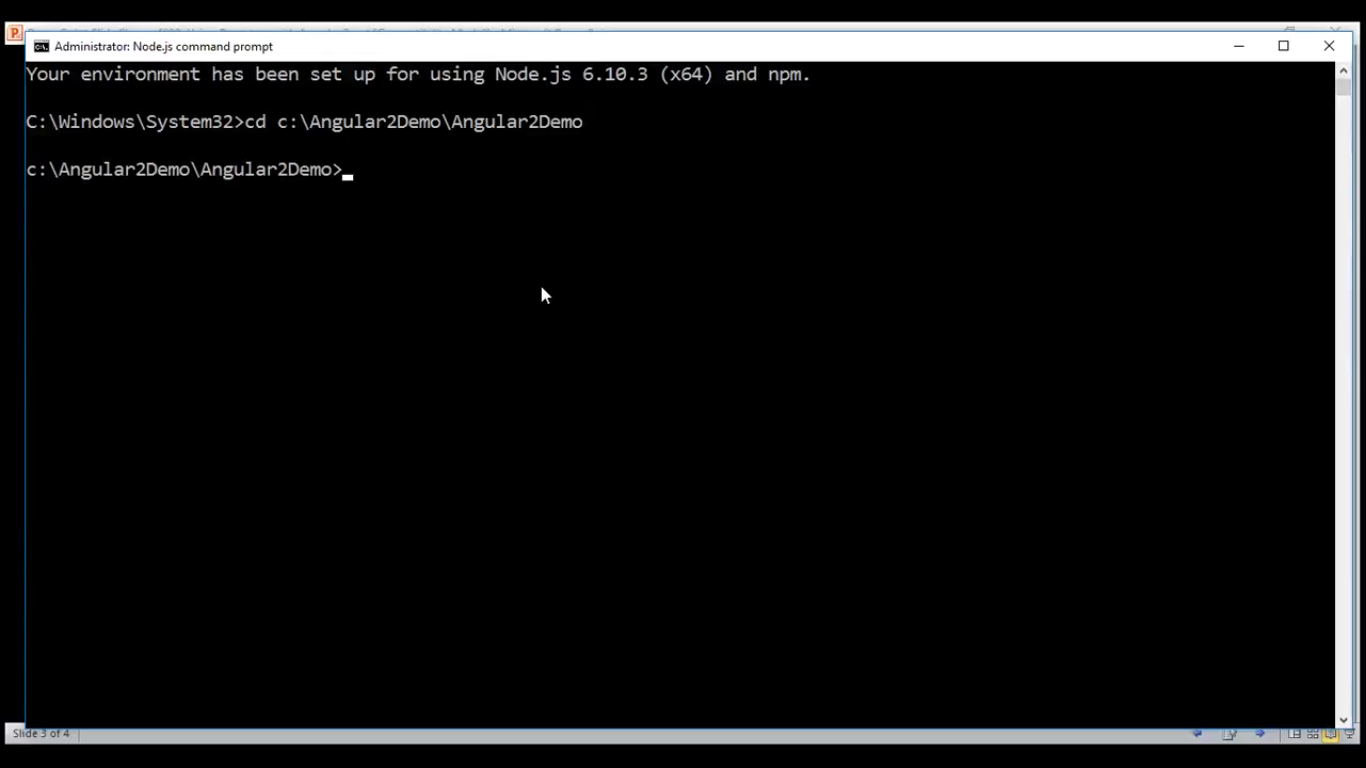 Administrator: Node.js command prompt
Your environment has been set up for using Node.js 6.10.3 (x64) and npm.
C:\Windows\System32>cd c:\Angular2Demo\Angular2Demo
c:\Angular2Demo\Angular2Demo>
Slide 3 of 4